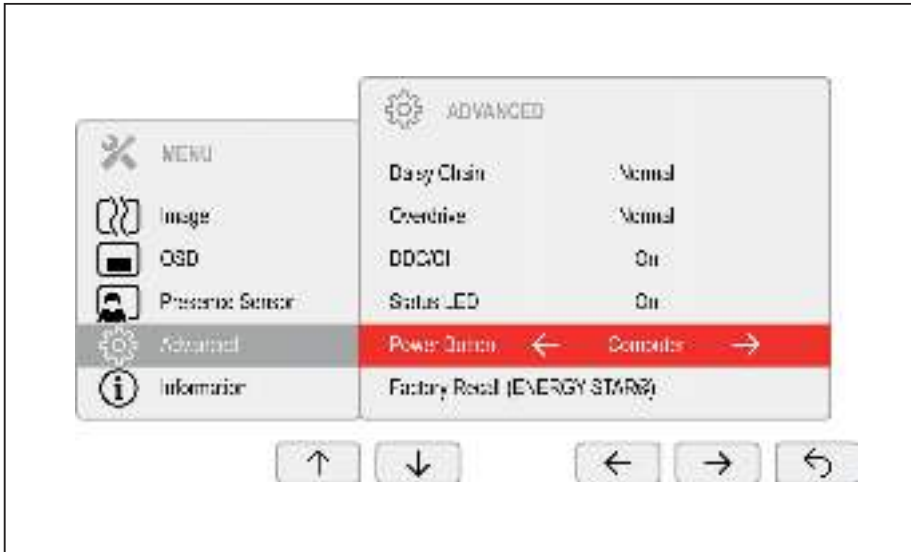 MENU
Image
OSD
Presence Sensor
Advanced
Information
ADVANCED
Daisy Chain Normal
Overdrive Normal
DDC/CI On
Status LED On
Power Button ← Computer →
Factory Recall (ENERGY STAR®)
↑ ↓ ← →